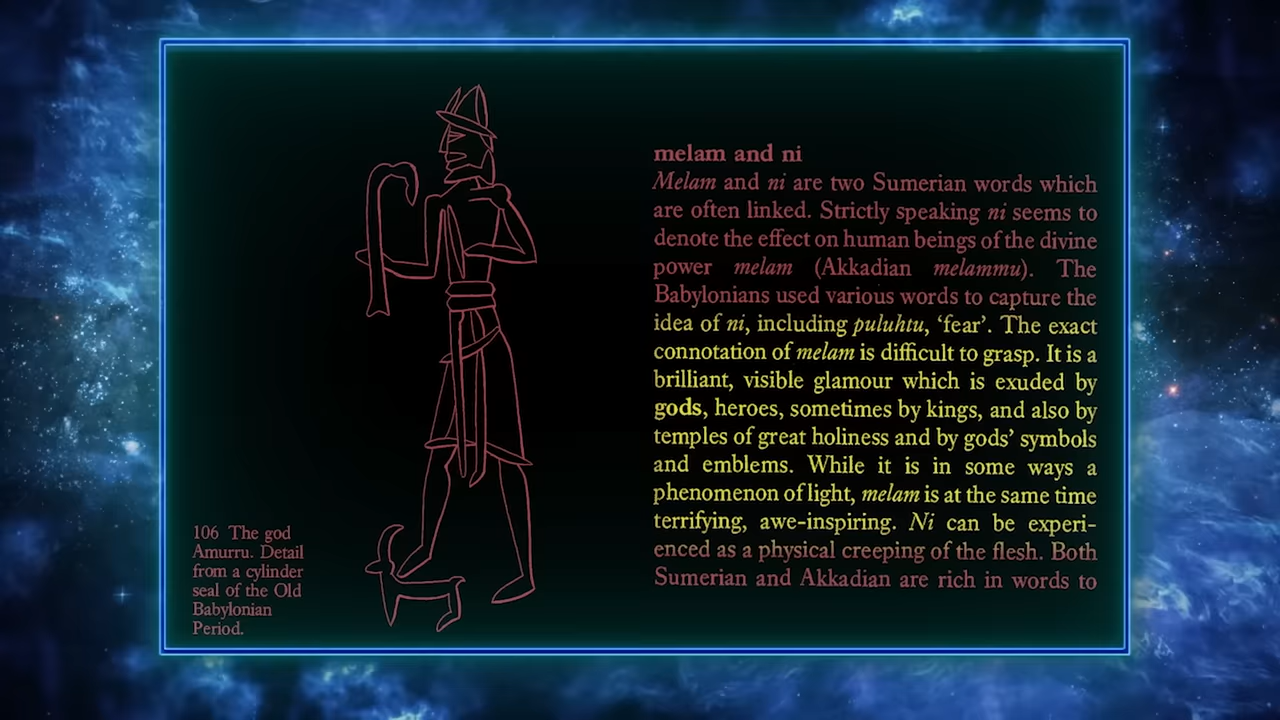 106 The god
Amurru. Detail
from a cylinder
seal of the Old
Babylonian
Period.
melam and ni
Melam and ni are two Sumerian words which
are often linked. Strictly speaking ni seems to
denote the effect on human beings of the divine
power melam (Akkadian melammu). The
Babylonians used various words to capture the
idea of ni, including puluhtu, ‘fear’. The exact
connotation of melam is difficult to grasp. It is a
brilliant, visible glamour which is exuded by
gods, heroes, sometimes by kings, and also by
temples of great holiness and by gods’ symbols
and emblems. While it is in some ways a
phenomenon of light, melam is at the same time
terrifying, awe-inspiring. Ni can be experi-
enced as a physical creeping of the flesh. Both
Sumerian and Akkadian are rich in words to